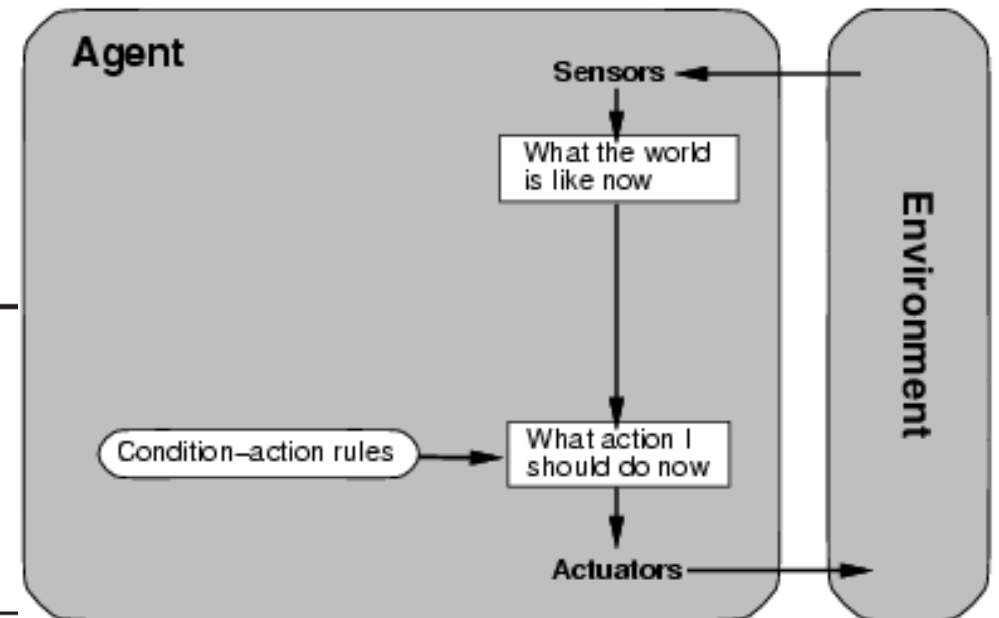 Agent
Sensors
What the world
is like now
Environment
Condition–action rules
What action I
should do now
Actuators